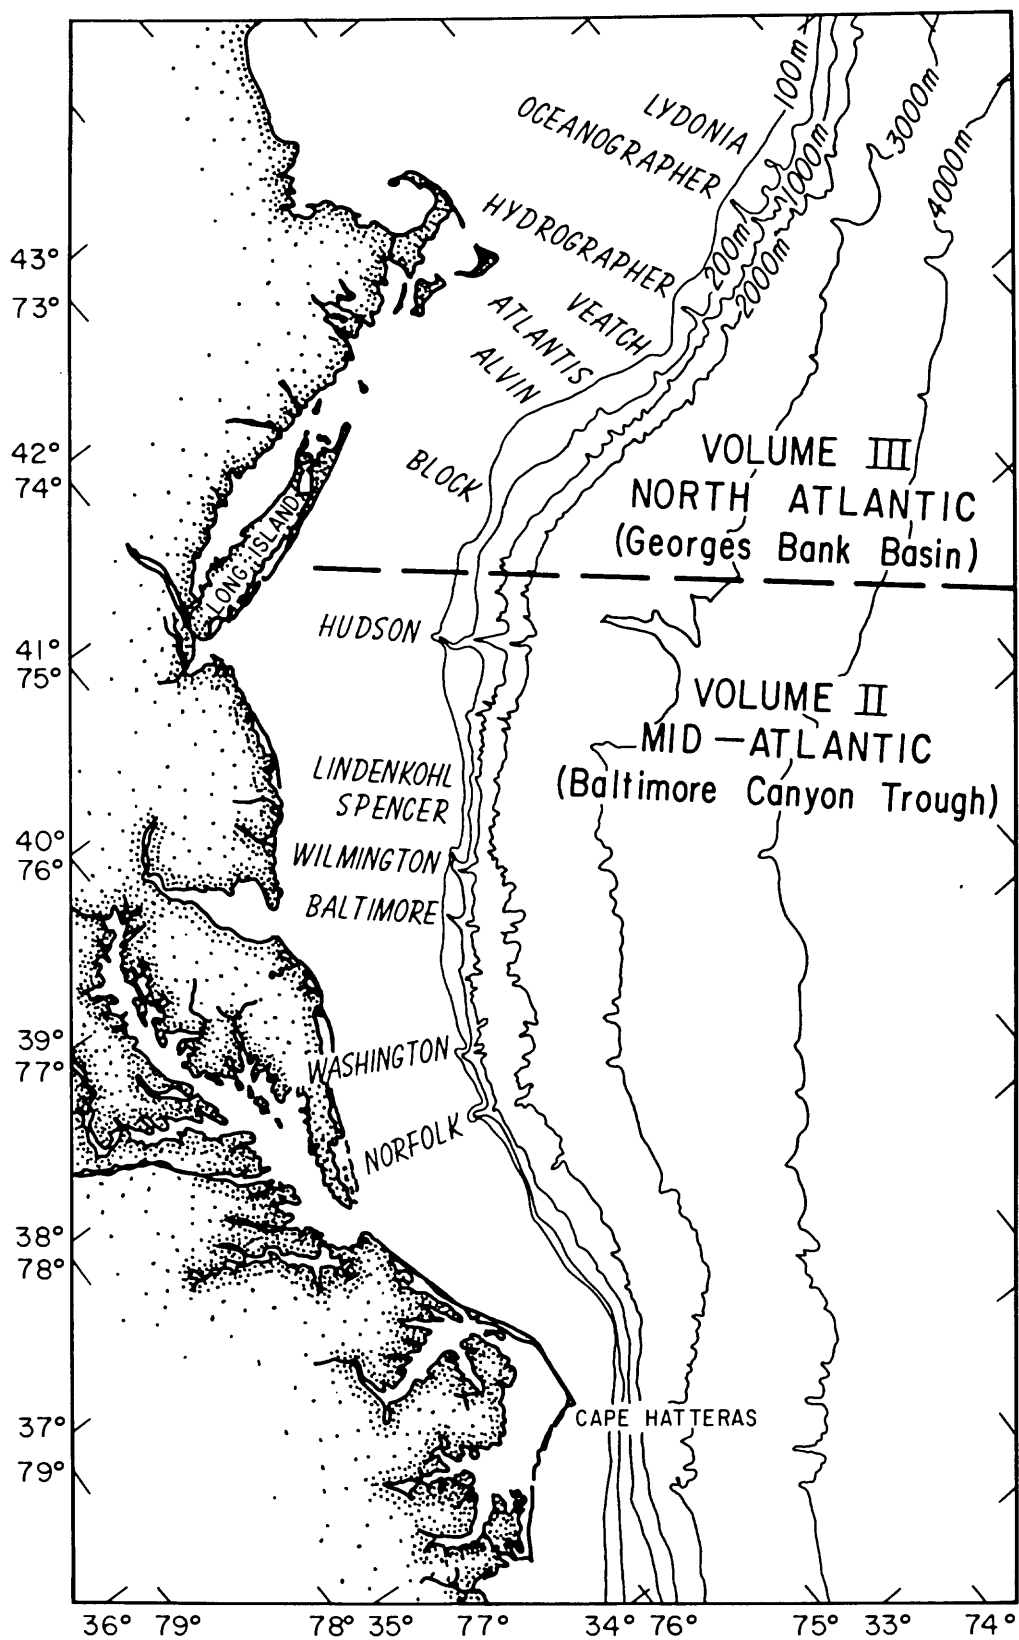 100m
LYDONIA
OCEANOGRAPHER
1000m
3000m
4000m
HYDROGRAPHER
200m
2000m
43°
73°
VEATCH
ATLANTIS
ALVIN
42°
74°
BLOCK
VOLUME III
NORTH ATLANTIC
(Georges Bank Basin)
LONG ISLAND
HUDSON
41°
75°
VOLUME II
MID-ATLANTIC
(Baltimore Canyon Trough)
LINDENKOHL
SPENCER
40°
76°
WILMINGTON
BALTIMORE
39°
77°
WASHINGTON
NORFOLK
38°
78°
CAPE HATTERAS
37°
79°
36° 79° 78° 35° 77° 34° 76° 75° 33° 74°